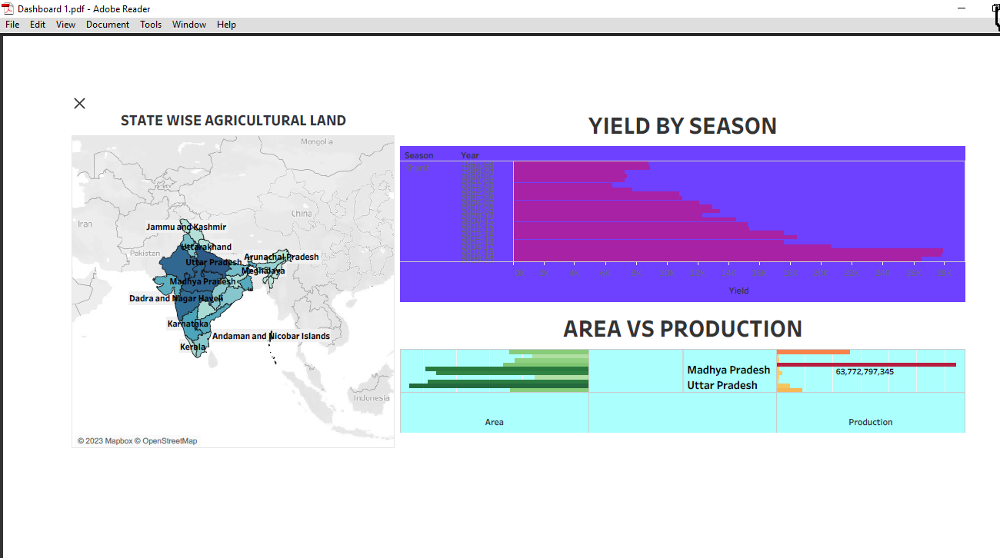 Dashboard 1.pdf - Adobe Reader
File Edit View Document Tools Window Help
STATE WISE AGRICULTURAL LAND
Mongolia
China
Iran
Pakistan
Jammu and Kashmir
Uttarakhand
Arunachal Pradesh
Uttar Pradesh
Meghalaya
Madhya Pradesh
Dadra and Nagar Haveli
Karnataka
Andaman and Nicobar Islands
Kerala
Indonesia
© 2023 Mapbox © OpenStreetMap
YIELD BY SEASON
Season Year
0K 2K 4K 6K 8K 10K 12K 14K 16K 18K 20K 22K 24K 26K 28K
Yield
AREA VS PRODUCTION
Madhya Pradesh
63,772,797,345
Uttar Pradesh
Area
Production